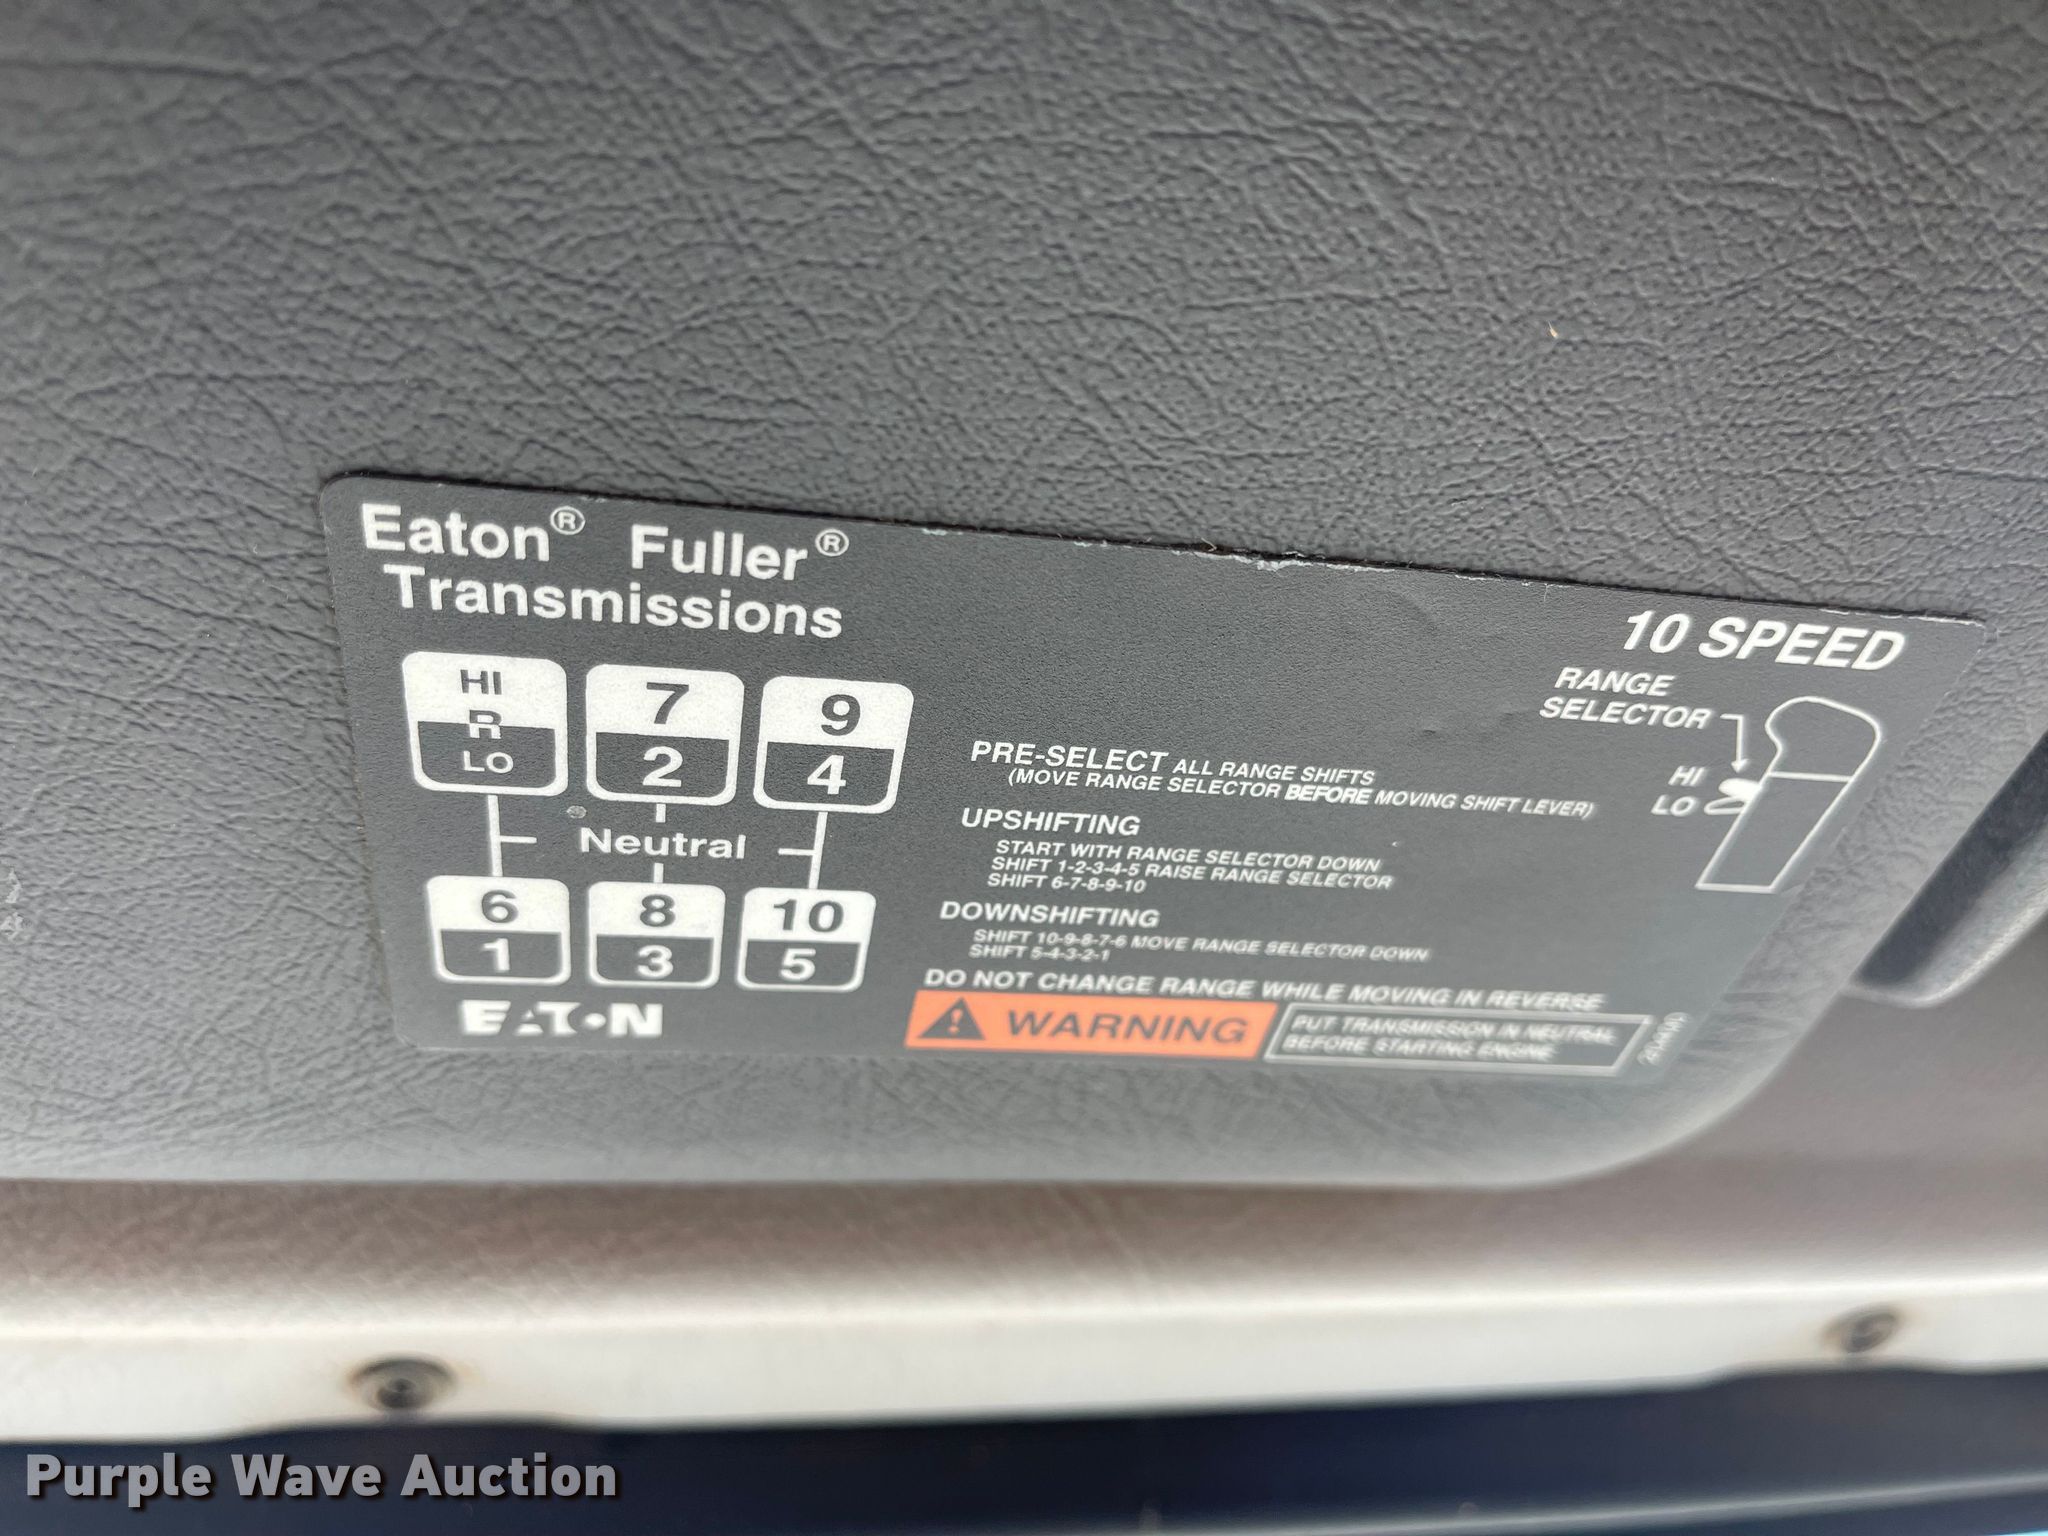 Eaton® Fuller®
Transmissions
10 SPEED
RANGE
SELECTOR
HI
LO
HI
R
LO
7
2
9
4
Neutral
6
1
8
3
10
5
PRE-SELECT ALL RANGE SHIFTS
(MOVE RANGE SELECTOR BEFORE MOVING SHIFT LEVER)
UPSHIFTING
START WITH RANGE SELECTOR DOWN
SHIFT 1-2-3-4-5 RAISE RANGE SELECTOR
SHIFT 6-7-8-9-10
DOWNSHIFTING
SHIFT 10-9-8-7-6 MOVE RANGE SELECTOR DOWN
SHIFT 5-4-3-2-1
DO NOT CHANGE RANGE WHILE MOVING IN REVERSE
WARNING
PUT TRANSMISSION IN NEUTRAL
BEFORE STARTING ENGINE
EATON
Purple Wave Auction